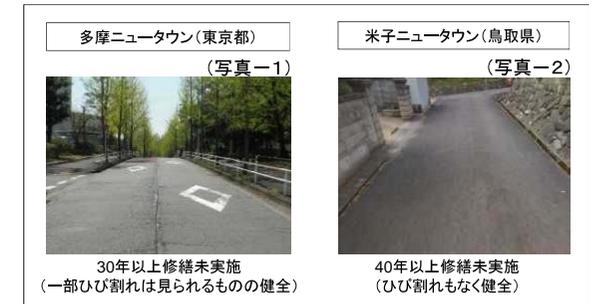 多摩ニュータウン（東京都）
（写真－１）
30年以上修繕未実施
（一部ひび割れは見られるものの健全）
米子ニュータウン（鳥取県）
（写真－２）
40年以上修繕未実施
（ひび割れもなく健全）